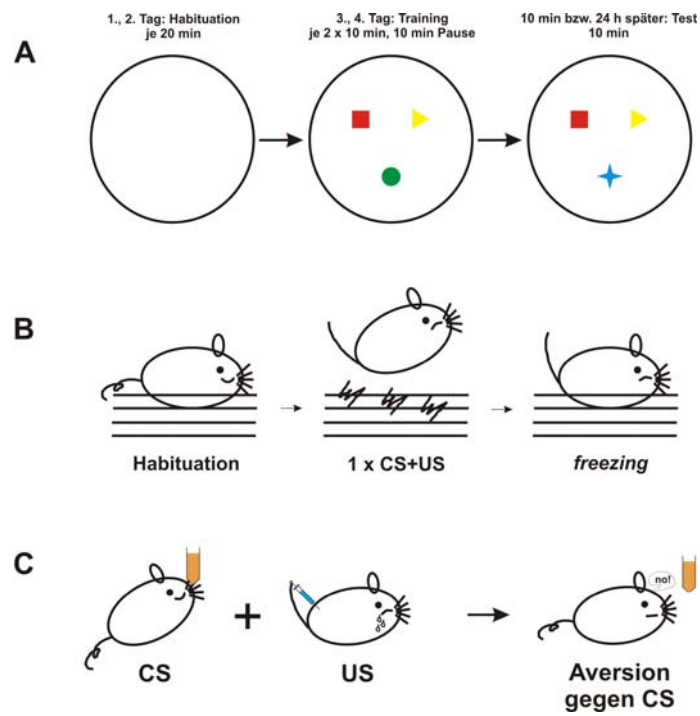 A
1., 2. Tag: Habituation
je 20 min
3., 4. Tag: Training
je 2 x 10 min, 10 min Pause
10 min bzw. 24 h später: Test
10 min
B
Habituation
1 x CS+US
freezing
C
no!
CS
+
US
Aversion
gegen CS